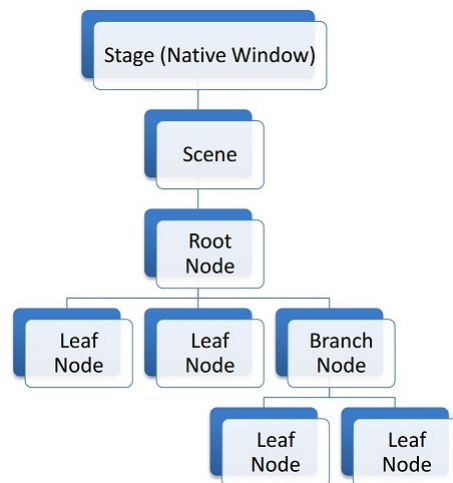 Stage (Native Window)
Scene
Root
Node
Leaf
Node
Leaf
Node
Branch
Node
Leaf
Node
Leaf
Node